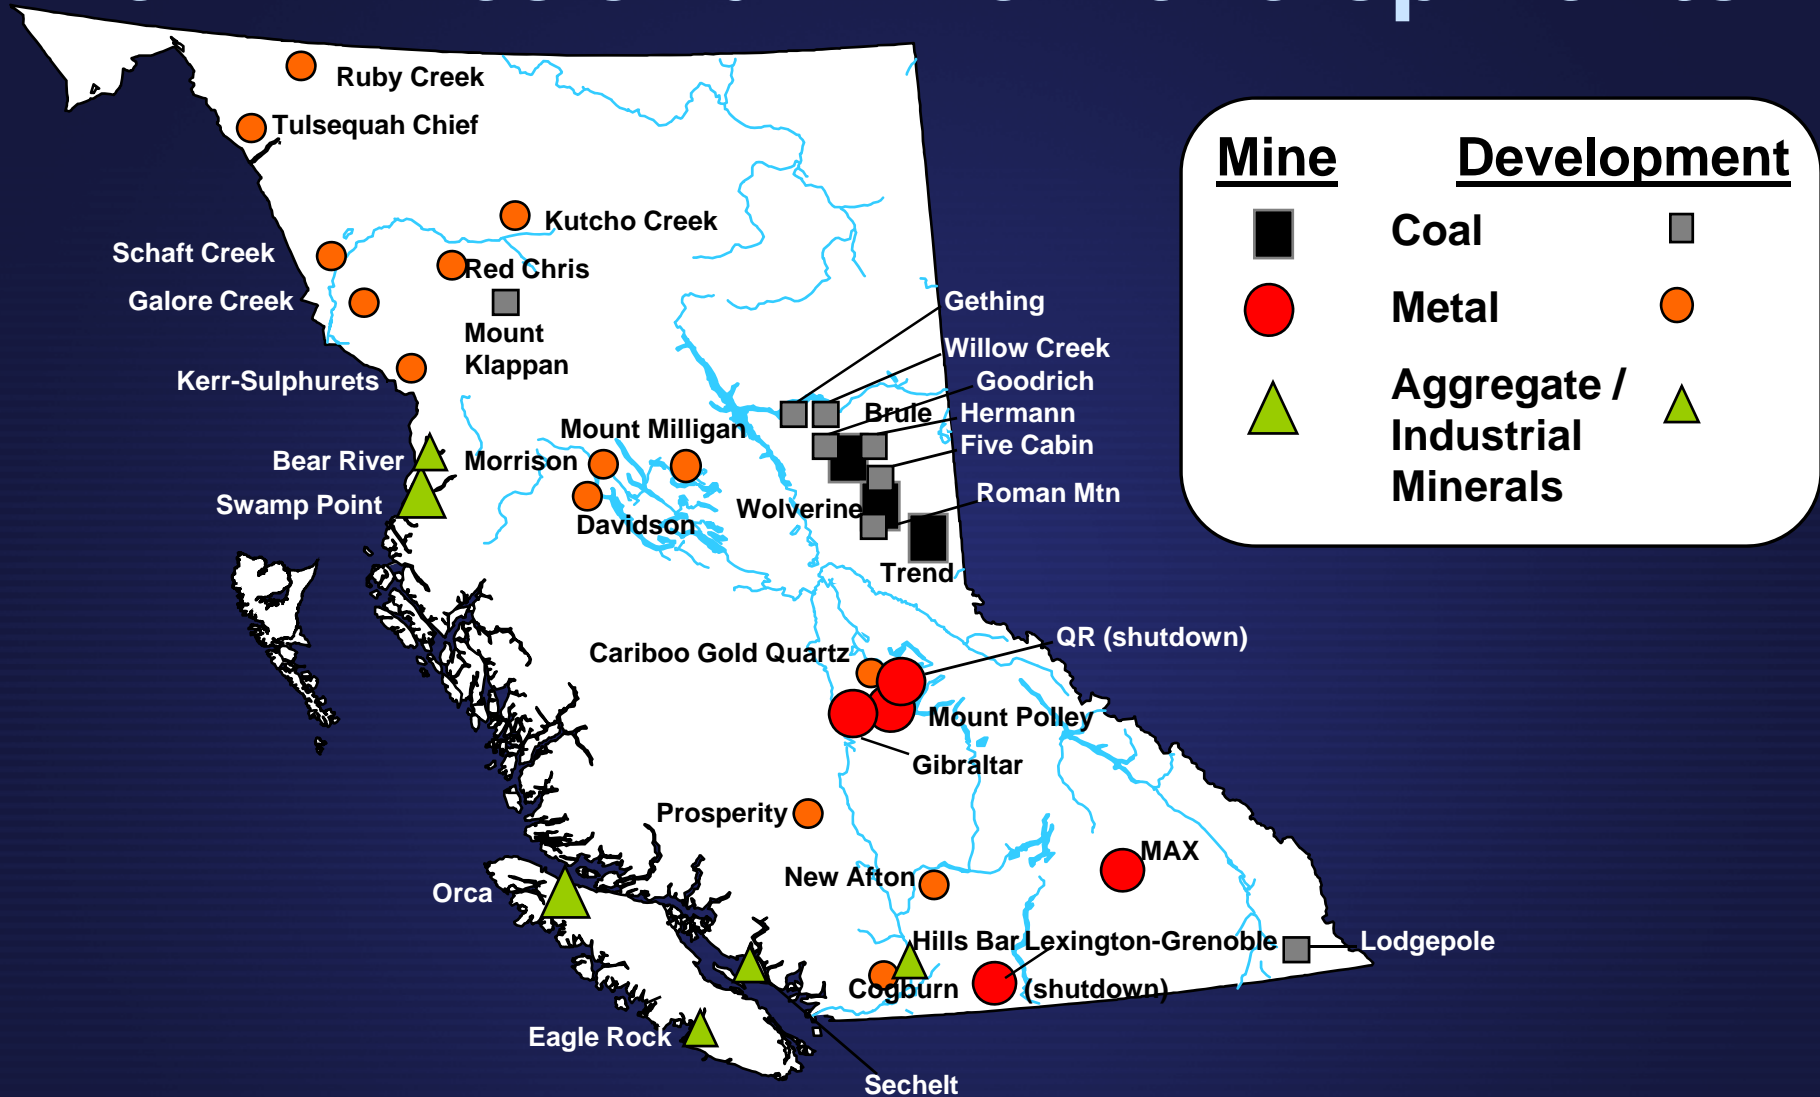 Ruby Creek
Tulsequah Chief
Kutcho Creek
Schaft Creek
Red Chris
Galore Creek
Mount
Klappan
Kerr-Sulphurets
Gething
Willow Creek
Goodrich
Brule
Hermann
Mount Milligan
Five Cabin
Bear River
Morrison
Roman Mtn
Swamp Point
Wolverine
Davidson
Trend
QR (shutdown)
Cariboo Gold Quartz
Mount Polley
Gibraltar
Prosperity
MAX
New Afton
Orca
Hills Bar
Lexington-Grenoble
(shutdown)
Lodgepole
Cogburn
Eagle Rock
Sechelt
Mine Development
Coal
Metal
Aggregate /
Industrial
Minerals